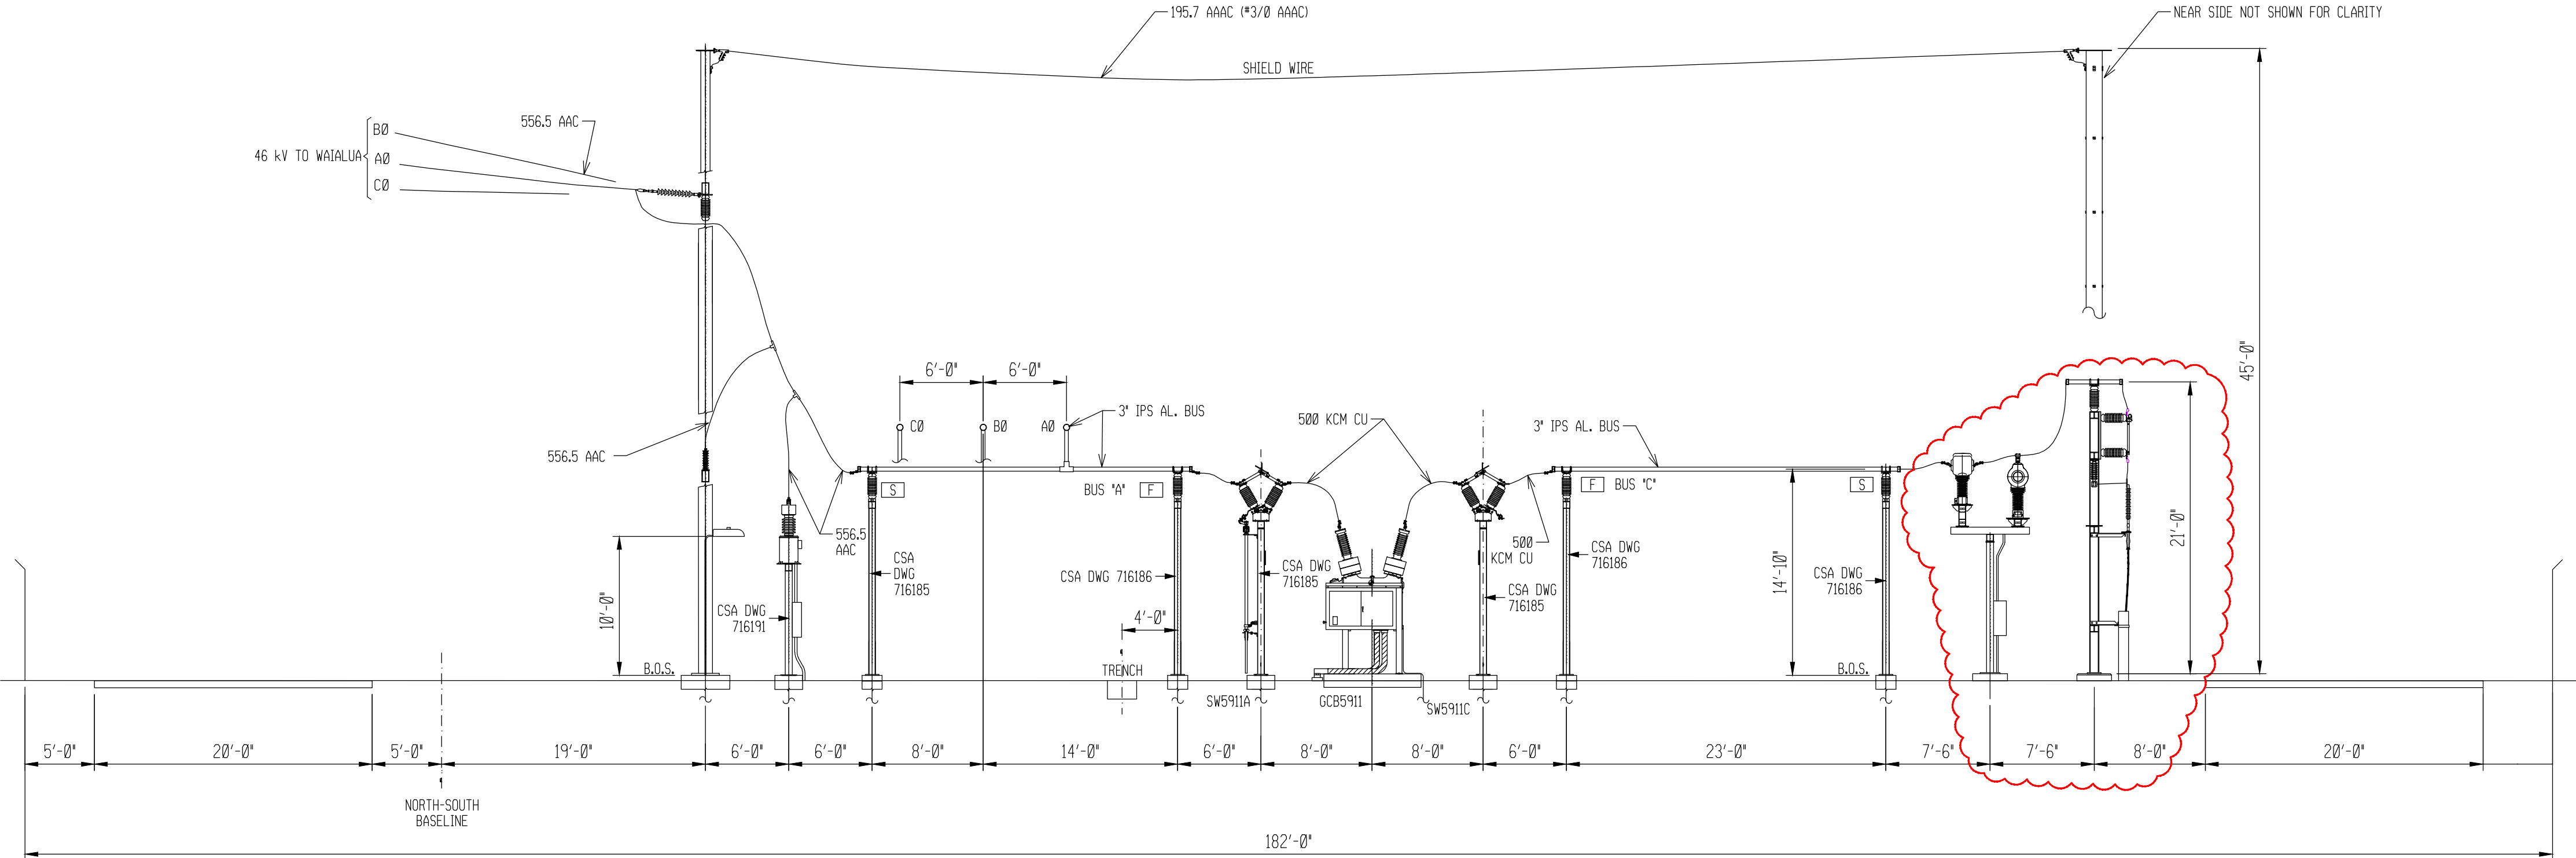 195.7 AAAC (#3/0 AAAC)
NEAR SIDE NOT SHOWN FOR CLARITY
SHIELD WIRE
556.5 AAC
BØ
46 kV TO WAIALUA
AØ
CØ
45'-0"
6'-0"
6'-0"
3" IPS AL. BUS
CØ
BØ
AØ
500 KCM CU
3" IPS AL. BUS
556.5 AAC
S
BUS "A"
F
F
BUS "C"
S
21'-0"
556.5
AAC
CSA
DWG
716185
CSA DWG 716186
CSA DWG
716185
500
KCM CU
CSA DWG
716186
CSA DWG
716185
14'-10"
CSA DWG
716186
10'-0"
CSA DWG
716191
4'-0"
B.O.S.
TRENCH
B.O.S.
SW5911A
GCB5911
SW5911C
5'-0"
20'-0"
5'-0"
19'-0"
6'-0"
6'-0"
8'-0"
14'-0"
6'-0"
8'-0"
8'-0"
6'-0"
23'-0"
7'-6"
7'-6"
8'-0"
20'-0"
NORTH-SOUTH
BASELINE
182'-0"